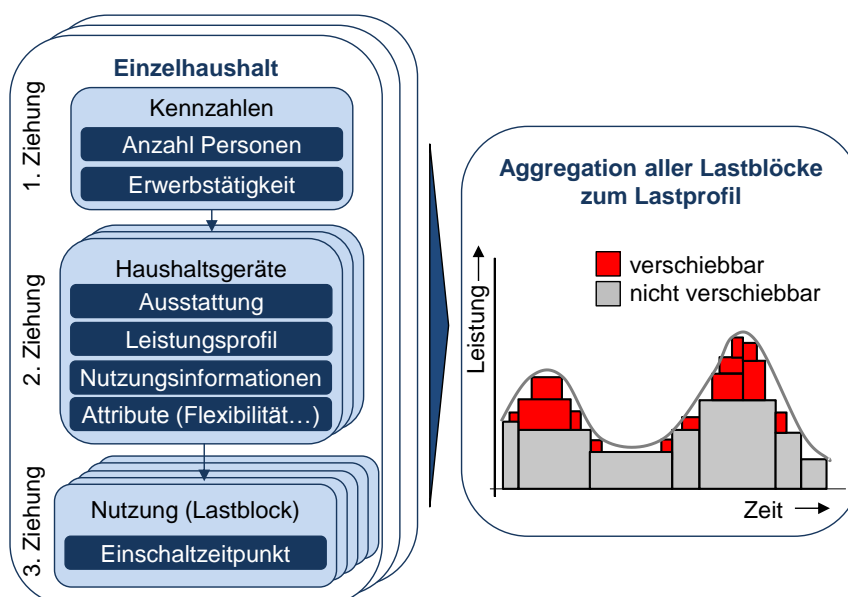 Einzelhaushalt
1. Ziehung
Kennzahlen
Anzahl Personen
Erwerbstätigkeit
2. Ziehung
Haushaltsgeräte
Ausstattung
Leistungsprofil
Nutzungsinformationen
Attribute (Flexibilität…)
3. Ziehung
Nutzung (Lastblock)
Einschaltzeitpunkt
Aggregation aller Lastblöcke
zum Lastprofil
Leistung
verschiebbar
nicht verschiebbar
Zeit